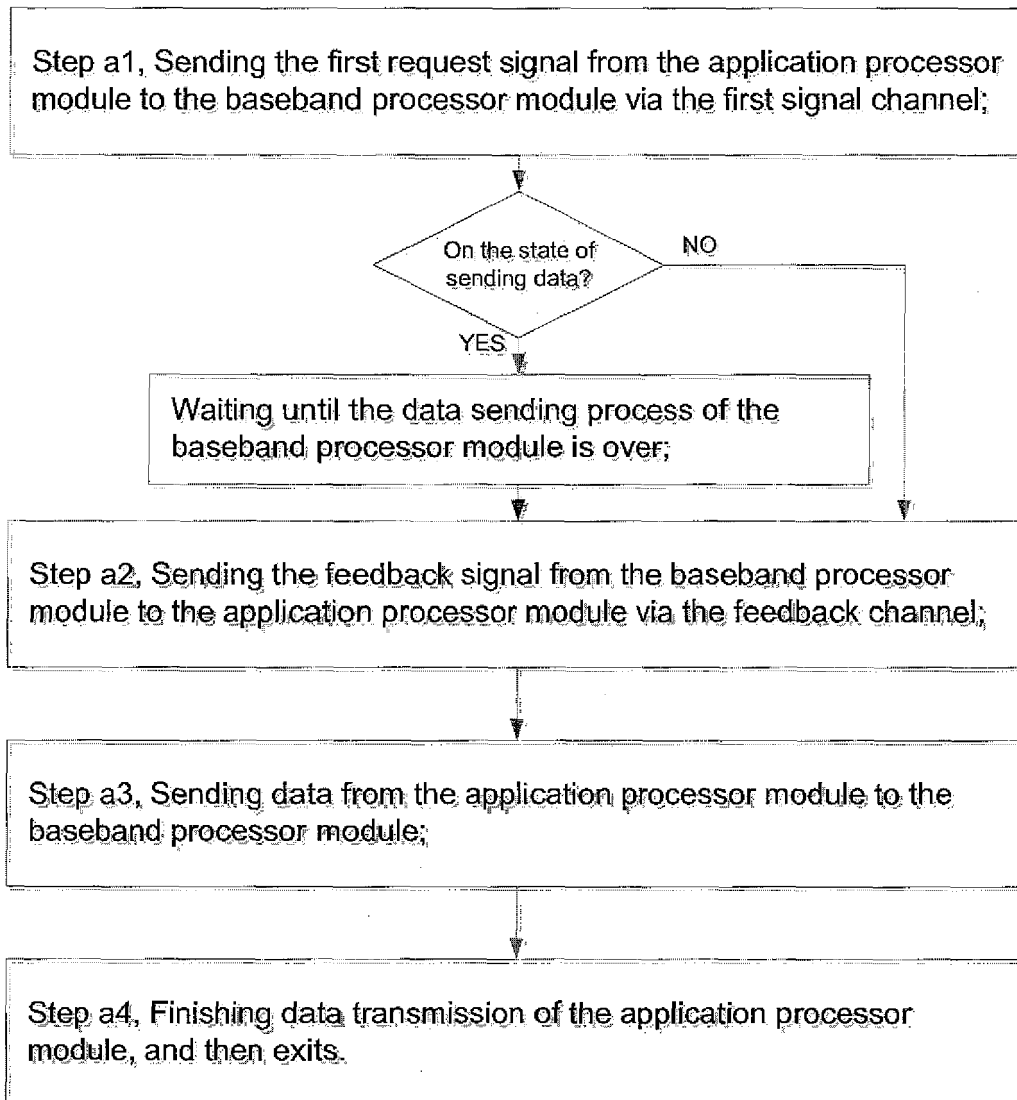 Step a1, Sending the first request signal from the application processor
module to the baseband processor module via the first signal channel;
On the state of
sending data?
NO
YES
Waiting until the data sending process of the
baseband processor module is over;
Step a2, Sending the feedback signal from the baseband processor
module to the application processor module via the feedback channel;
Step a3, Sending data from the application processor module to the
baseband processor module;
Step a4, Finishing data transmission of the application processor
module, and then exits.